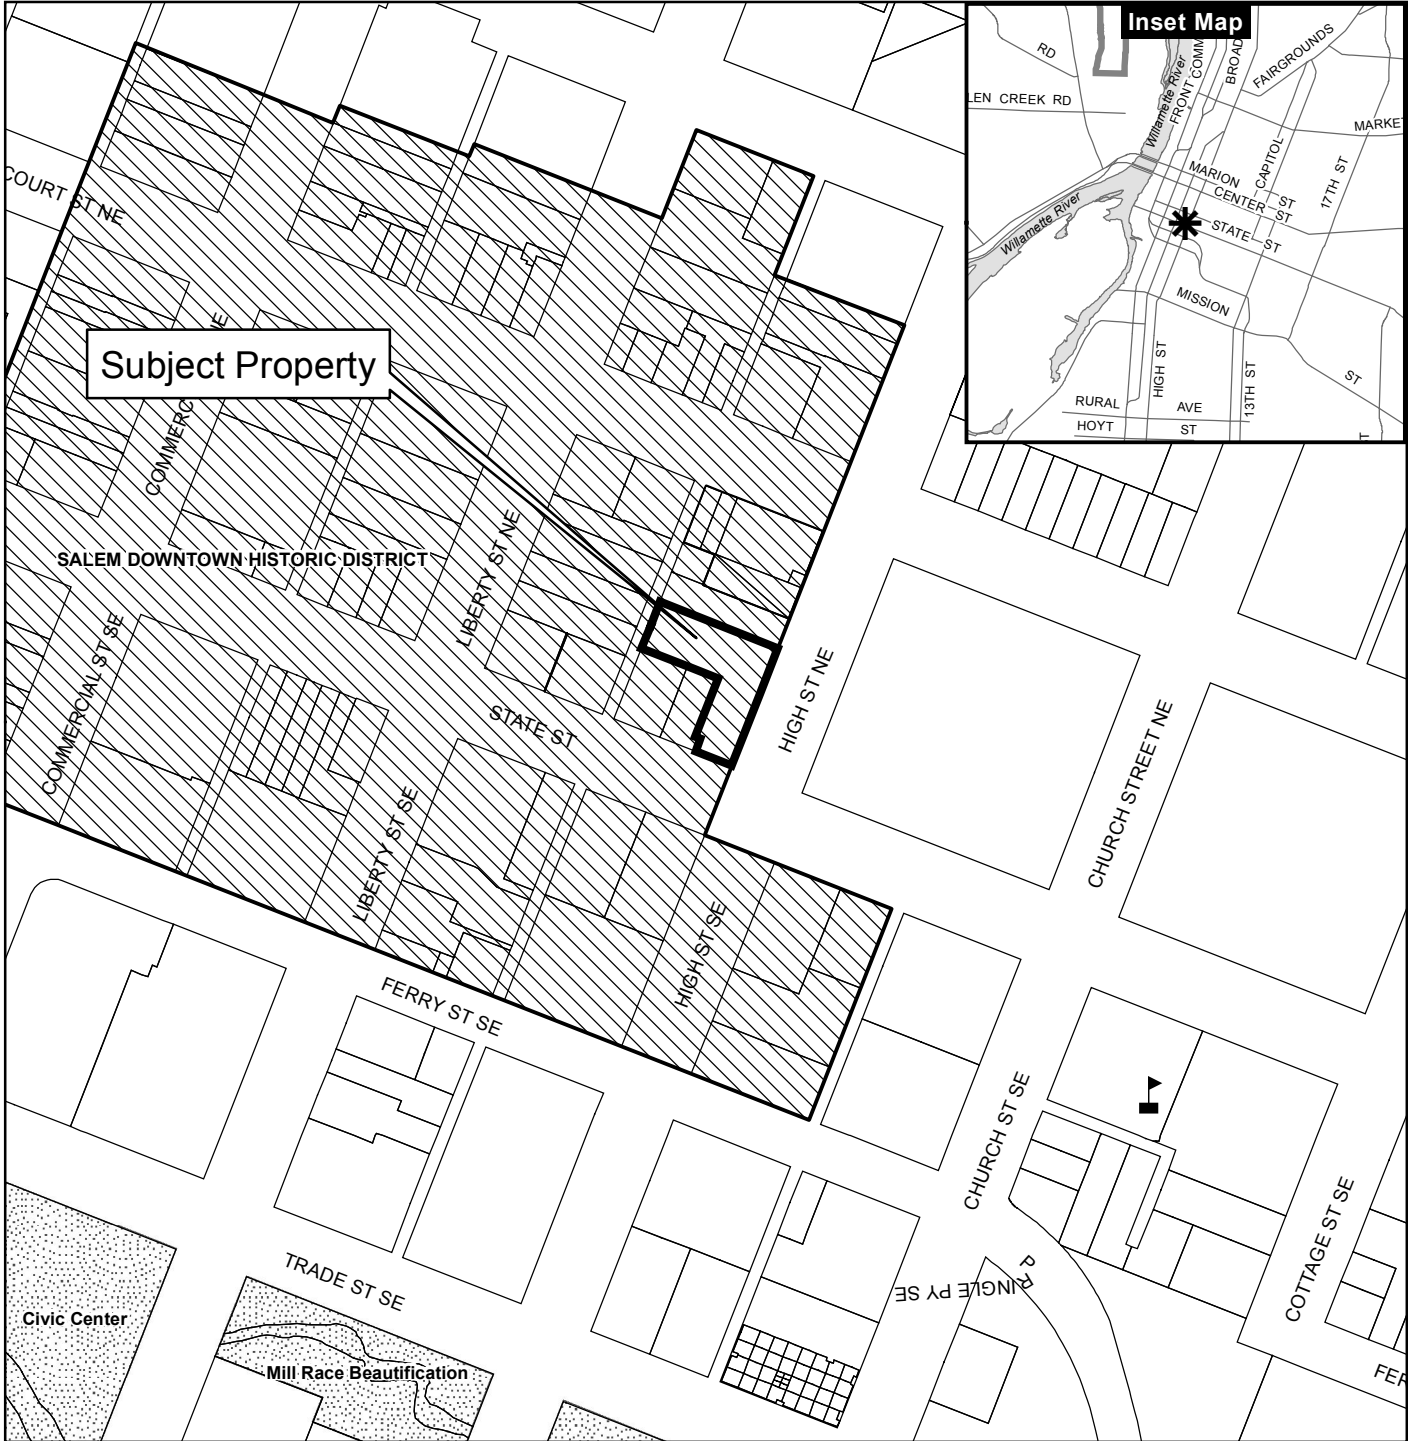 Inset Map
RD
LEN CREEK RD
Willamette River
FRONT
COMM
BROAD
FAIRGROUNDS
MARKE
MARION ST
CENTER ST
STATE ST
CAPITOL
17TH ST
Willamette River
MISSION
ST
HIGH ST
13TH ST
RURAL AVE
HOYT ST
T
COURT ST NE
Subject Property
LIBERTY ST NE
SALEM DOWNTOWN HISTORIC DISTRICT
COMMERCIAL ST SE
STATE ST
HIGH ST NE
CHURCH STREET NE
LIBERTY ST SE
HIGH ST SE
FERRY ST SE
CHURCH ST SE
COTTAGE ST SE
TRADE ST SE
PRINGLE PY SE
Civic Center
Mill Race Beautification
FER